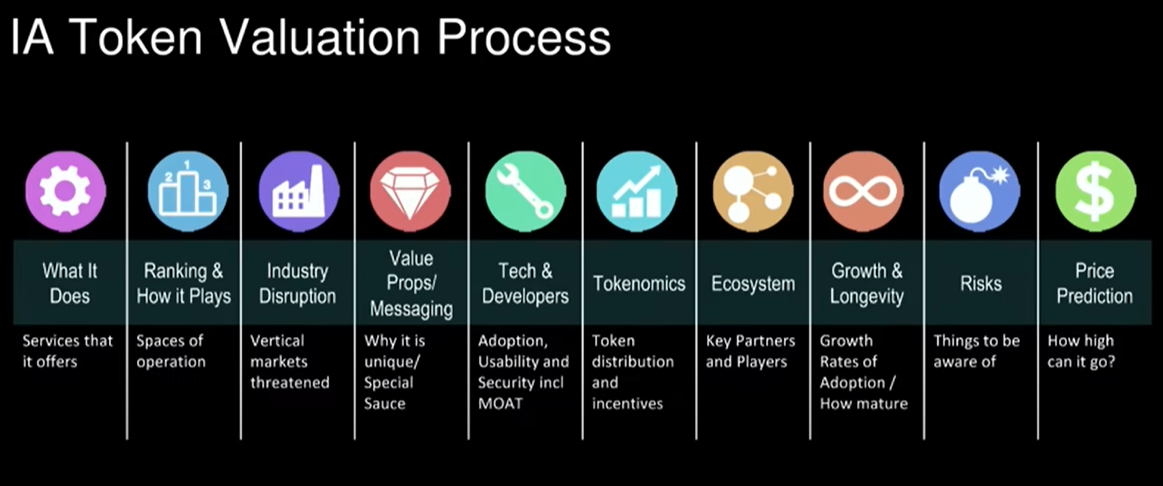 IA Token Valuation Process
1
2
3
What It
Does
Services that
it offers
Ranking &
How it Plays
Spaces of
operation
Industry
Disruption
Vertical
markets
threatened
Value
Props/
Messaging
Why it is
unique/
Special
Sauce
Tech &
Developers
Adoption,
Usability and
Security incl
MOAT
Tokenomics
Token
distribution
and
incentives
Ecosystem
Key Partners
and Players
Growth &
Longevity
Growth
Rates of
Adoption /
How mature
Risks
Things to be
aware of
$
Price
Prediction
How high
can it go?